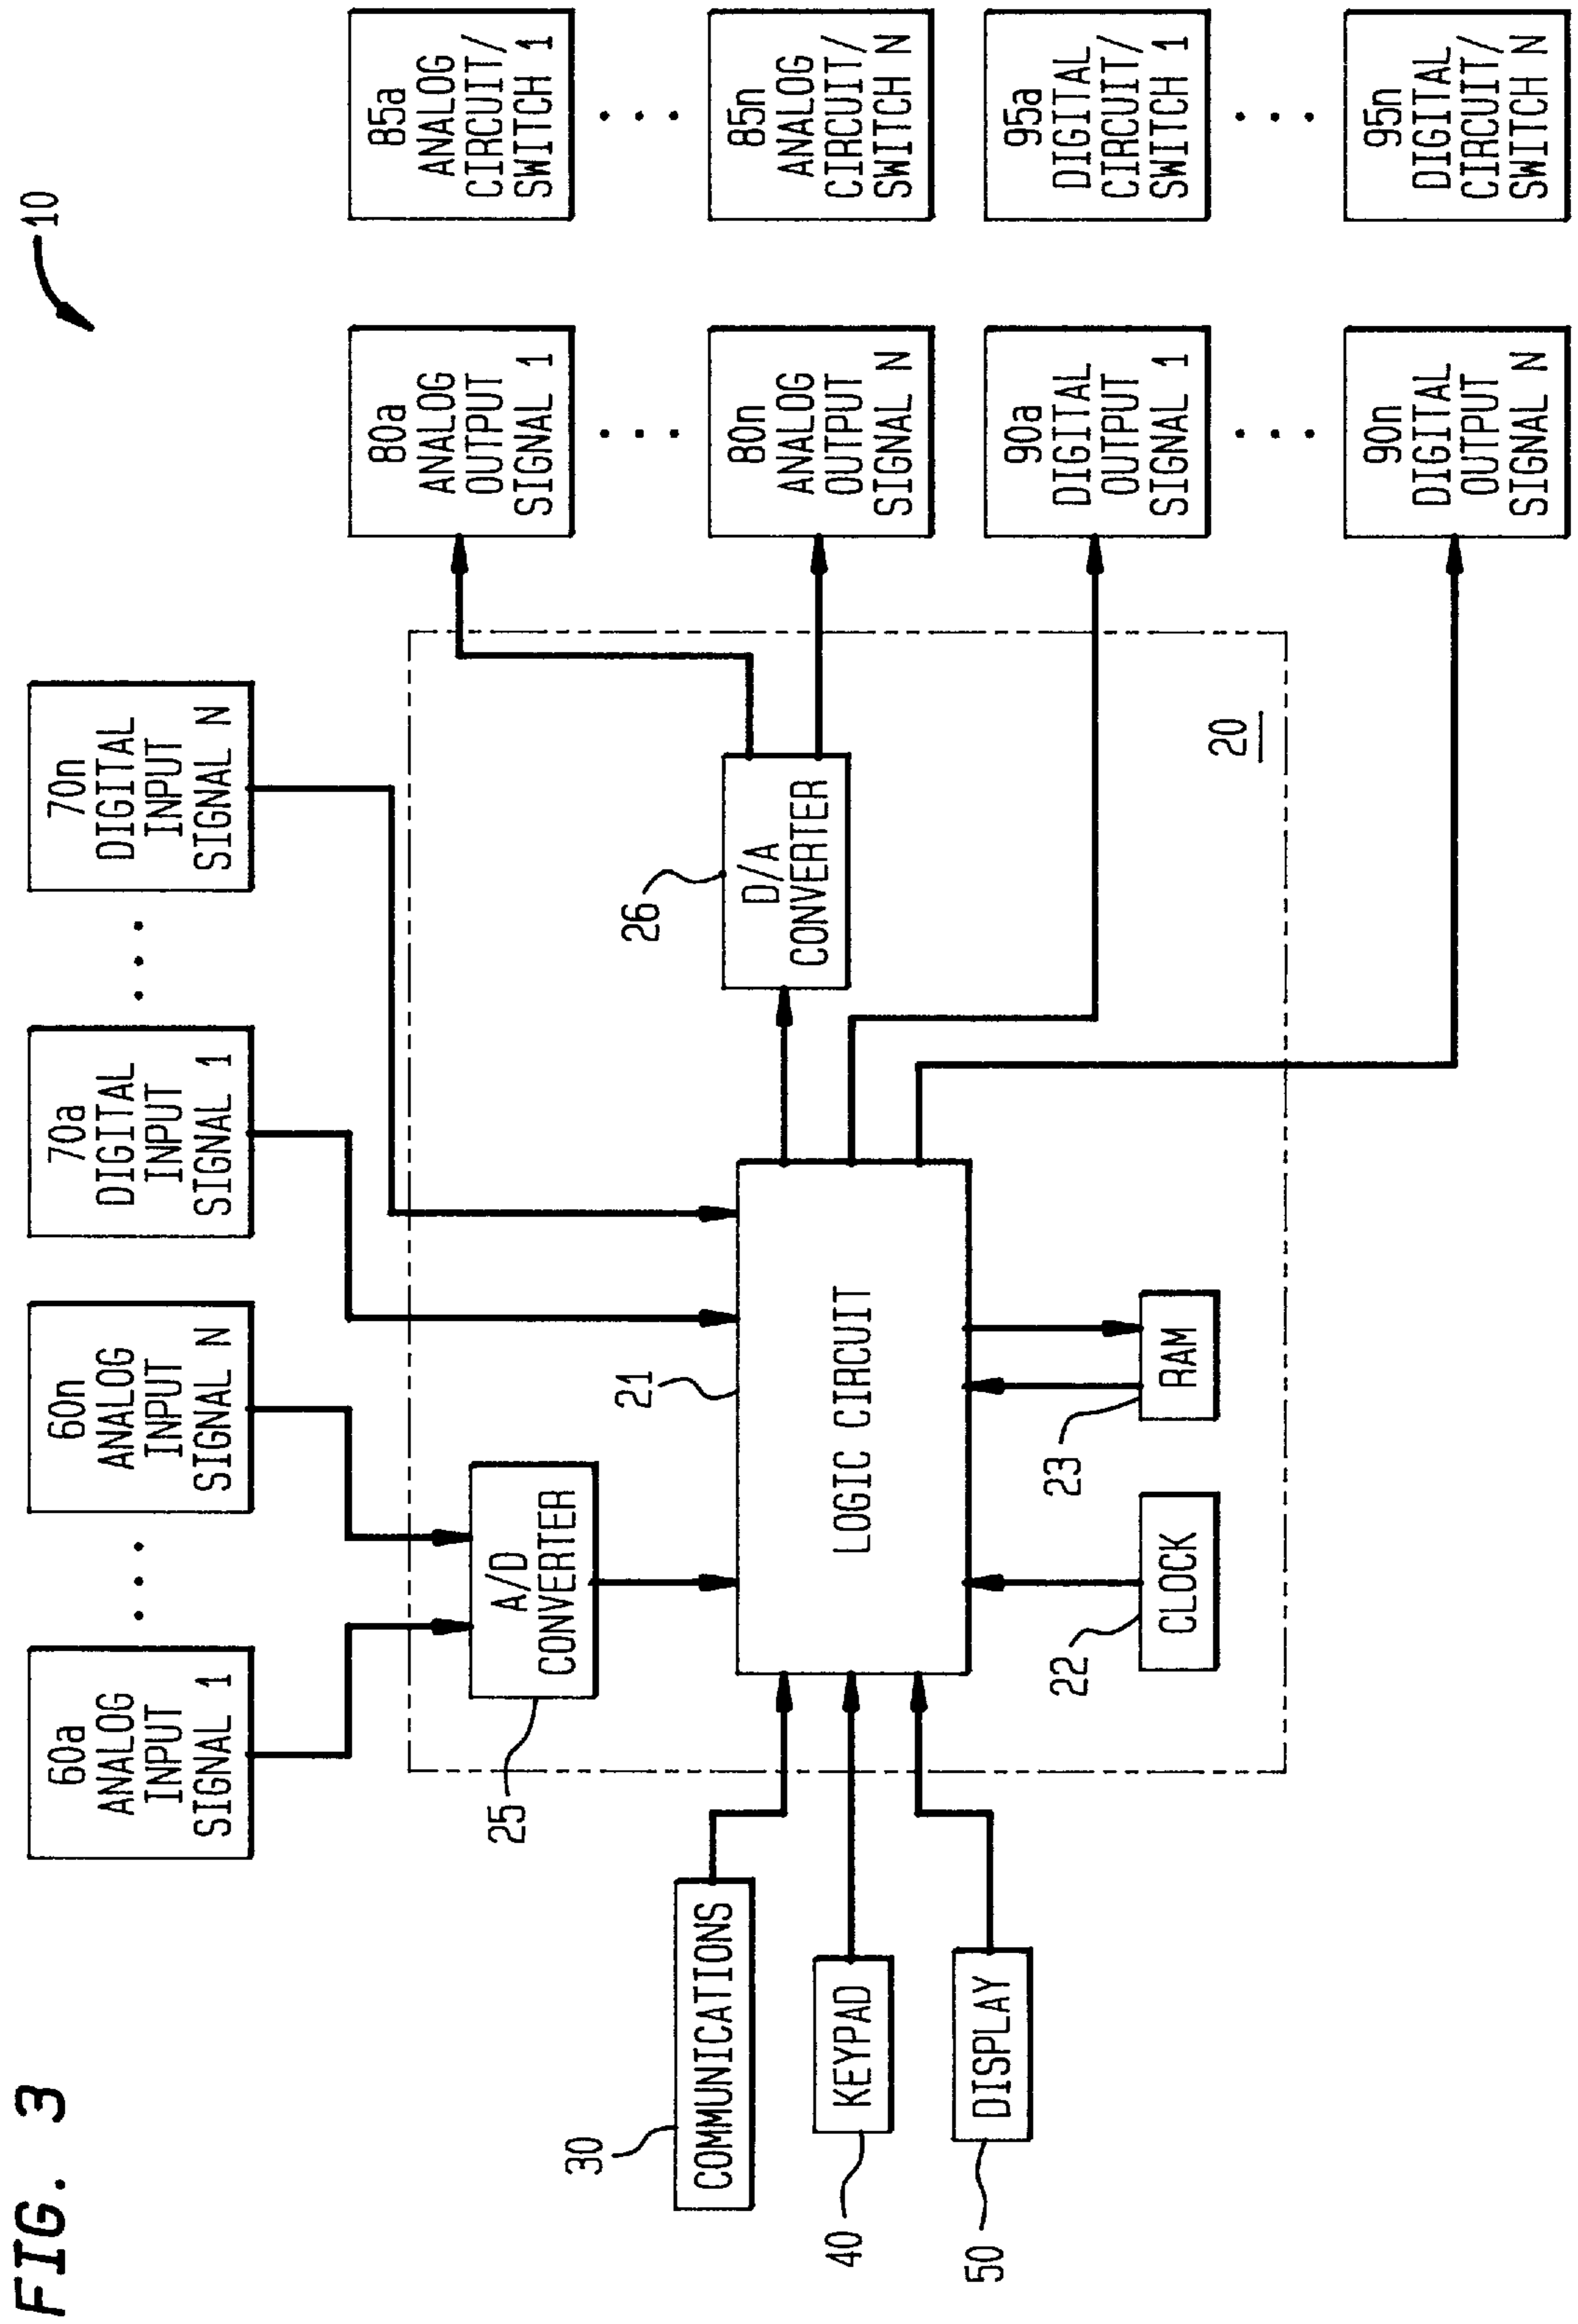 FIG. 3
10
60a
ANALOG
INPUT
SIGNAL 1
60n
ANALOG
INPUT
SIGNAL N
70a
DIGITAL
INPUT
SIGNAL 1
70n
DIGITAL
INPUT
SIGNAL N
80a
ANALOG
OUTPUT
SIGNAL 1
85a
ANALOG
CIRCUIT/
SWITCH 1
25
A/D
CONVERTER
30
COMMUNICATIONS
40
KEYPAD
50
DISPLAY
21
LOGIC CIRCUIT
26
D/A
CONVERTER
80n
ANALOG
OUTPUT
SIGNAL N
85n
ANALOG
CIRCUIT/
SWITCH N
90a
DIGITAL
OUTPUT
SIGNAL 1
95a
DIGITAL
CIRCUIT/
SWITCH 1
22
CLOCK
23
RAM
20
90n
DIGITAL
OUTPUT
SIGNAL N
95n
DIGITAL
CIRCUIT/
SWITCH N